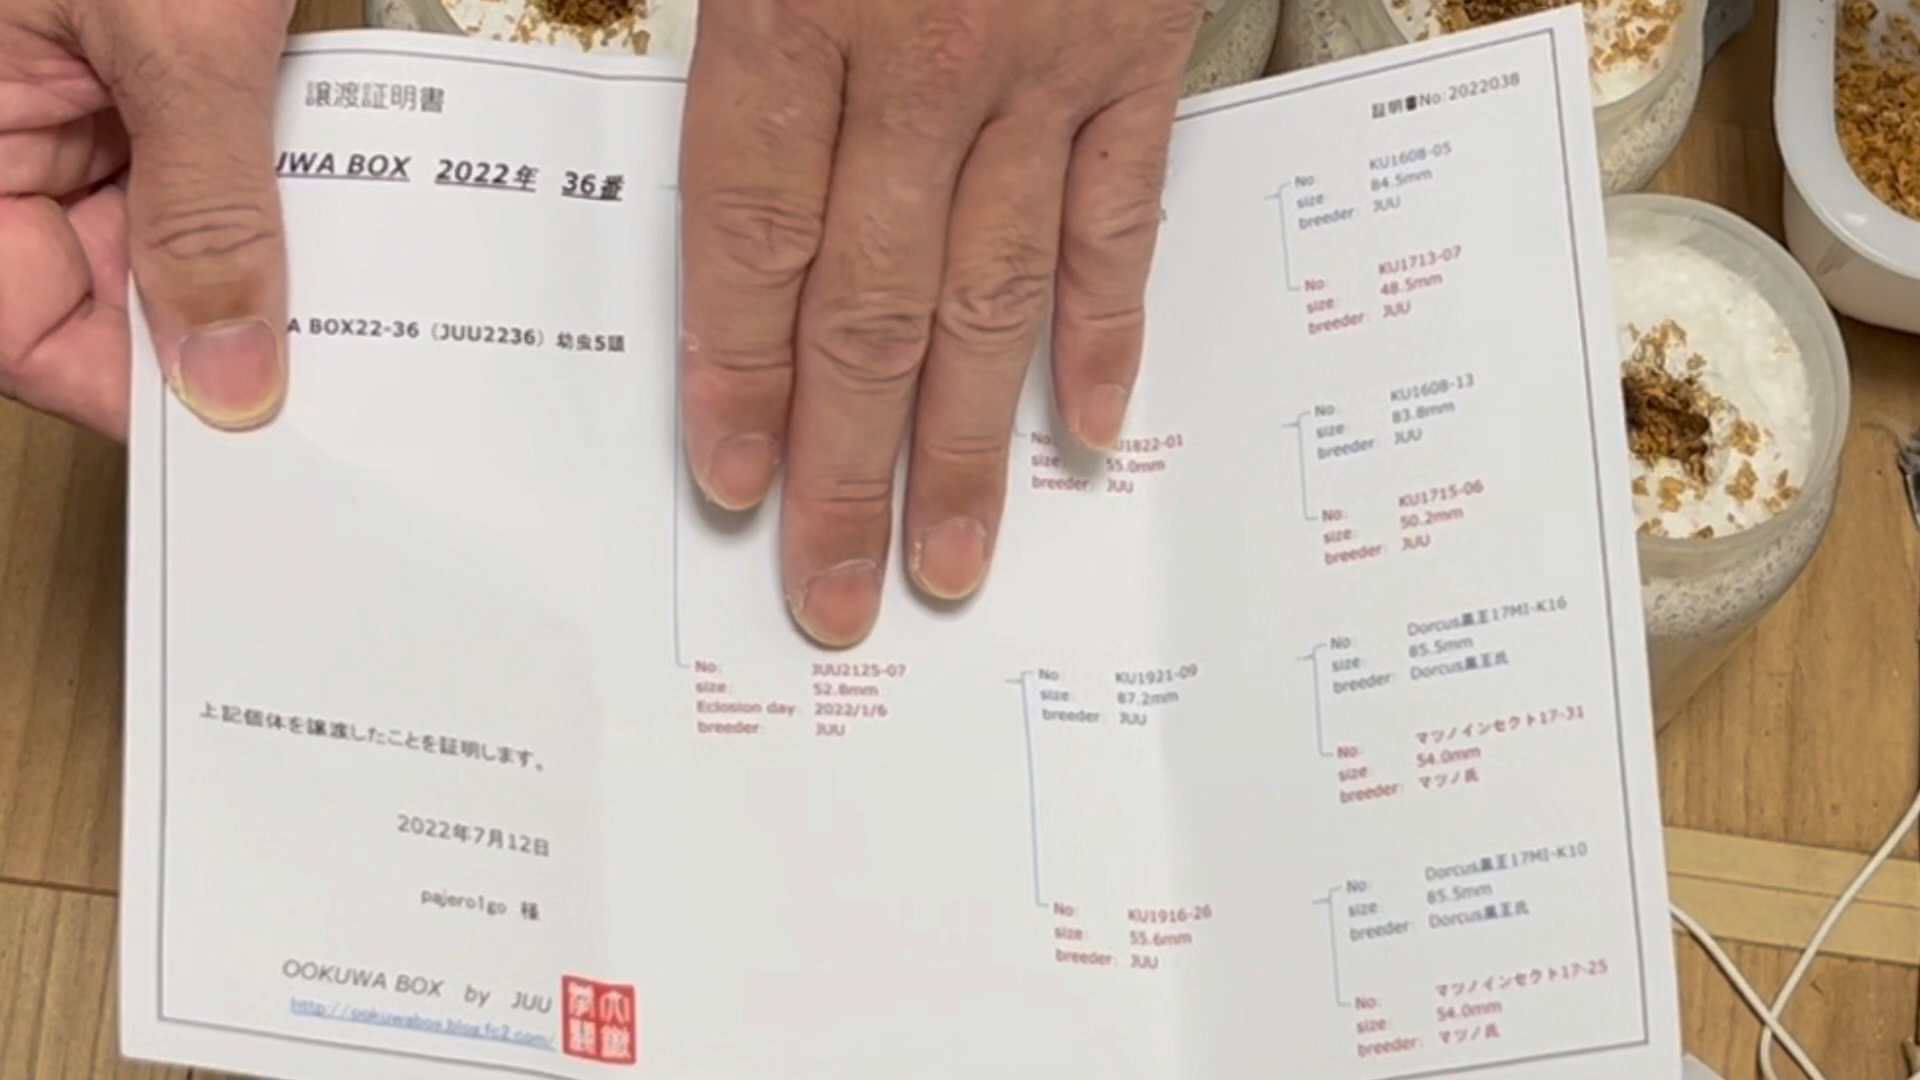 譲渡証明書
証明書No:2022038
UWA BOX 2022年 36番
A BOX22-36（JUU2236）幼虫5頭
上記個体を譲渡したことを証明します。
2022年7月12日
pajero1go 様
OOKUWA BOX by JUU
http://ookuwabox.blog.fc2.com/
No: JUU2125-07
size: 52.8mm
Eclosion day: 2022/1/6
breeder: JUU
No: U1822-01
size: 55.0mm
breeder: JUU
No: KU1921-09
size: 87.2mm
breeder: JUU
No: KU1916-26
size: 55.6mm
breeder: JUU
No: KU1608-05
size: 84.5mm
breeder: JUU
No: KU1713-07
size: 48.5mm
breeder: JUU
No: KU1608-13
size: 83.8mm
breeder: JUU
No: KU1715-06
size: 50.2mm
breeder: JUU
No: Dorcus黒王17MI-K16
size: 85.5mm
breeder: Dorcus黒王氏
No: マツノインセクト17-31
size: 54.0mm
breeder: マツノ氏
No: Dorcus黒王17MI-K10
size: 85.5mm
breeder: Dorcus黒王氏
No: マツノインセクト17-25
size: 54.0mm
breeder: マツノ氏